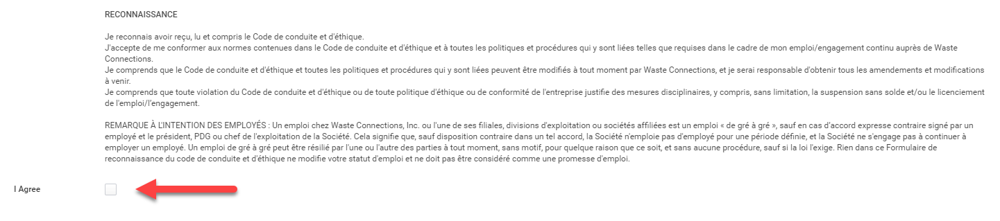 RECONNAISSANCE
Je reconnais avoir reçu, lu et compris le Code de conduite et d'éthique.
J'accepte de me conformer aux normes contenues dans le Code de conduite et d'éthique et à toutes les politiques et procédures qui y sont liées telles que requises dans le cadre de mon emploi/engagement continu auprès de Waste
Connections.
Je comprends que le Code de conduite et d'éthique et toutes les politiques et procédures qui y sont liées peuvent être modifiés à tout moment par Waste Connections, et je serai responsable d'obtenir tous les amendements et modifications
à venir.
Je comprends que toute violation du Code de conduite et d'éthique ou de toute politique d'éthique ou de conformité de l'entreprise justifie des mesures disciplinaires, y compris, sans limitation, la suspension sans solde et/ou le licenciement
de l'emploi/l'engagement.
REMARQUE À L'INTENTION DES EMPLOYÉS : Un emploi chez Waste Connections, Inc. ou l'une de ses filiales, divisions d'exploitation ou sociétés affiliées est un emploi « de gré à gré », sauf en cas d'accord expresse contraire signé par un
employé et le président, PDG ou chef de l'exploitation de la Société. Cela signifie que, sauf disposition contraire dans un tel accord, la Société n'emploie pas d'employé pour une période définie, et la Société ne s'engage pas à continuer à
employer un employé. Un emploi de gré à gré peut être résilié par l'une ou l'autre des parties à tout moment, sans motif, pour quelque raison que ce soit, et sans aucune procédure, sauf si la loi l'exige. Rien dans ce Formulaire de
reconnaissance du code de conduite et d'éthique ne modifie votre statut d'emploi et ne doit pas être considéré comme une promesse d'emploi.
I Agree